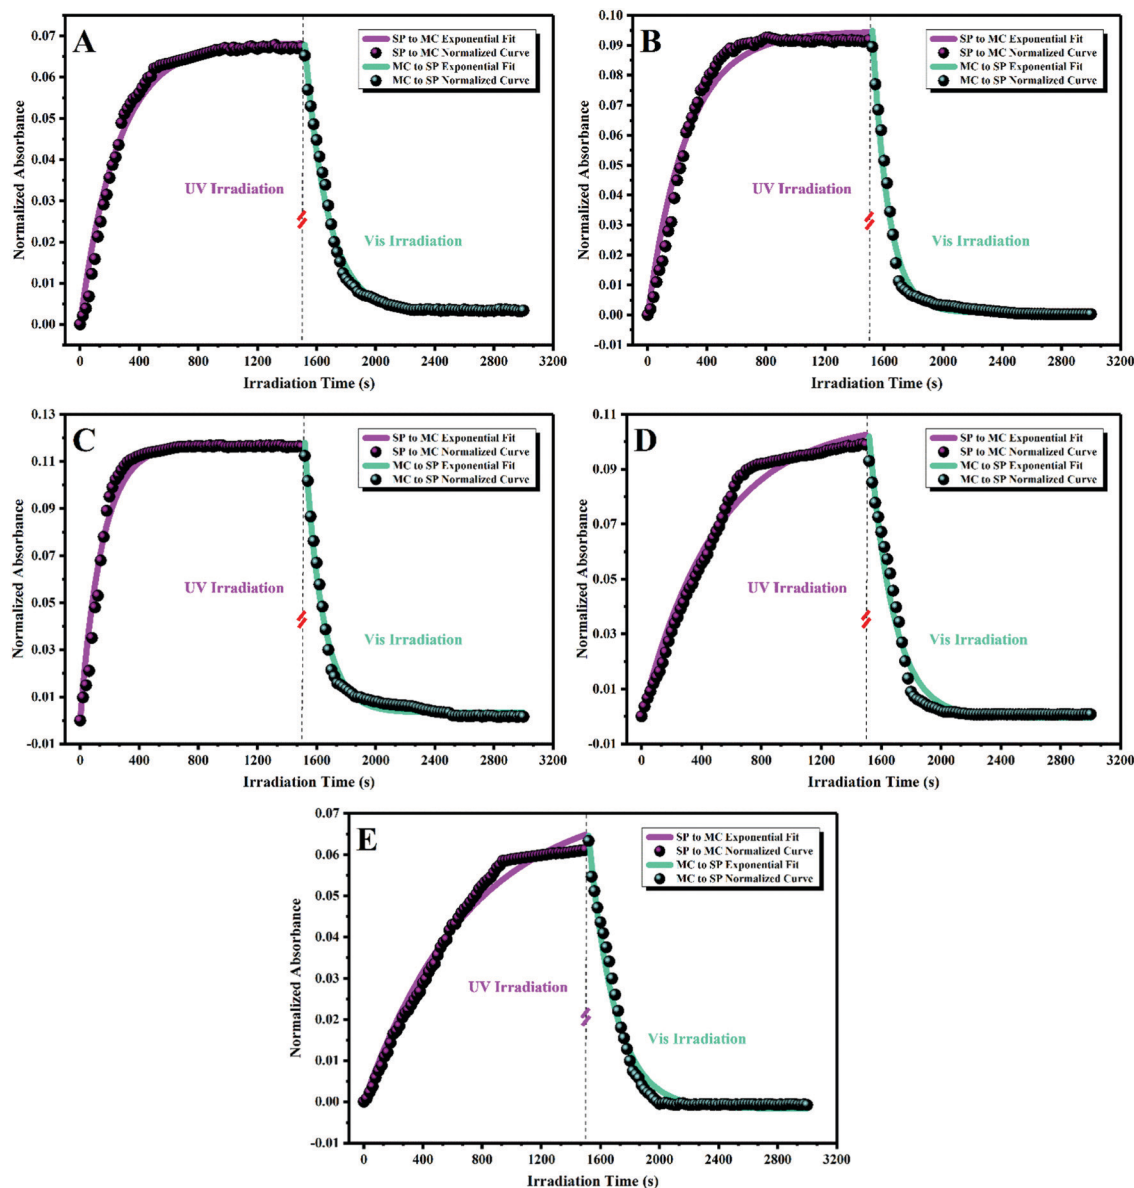 A
SP to MC Exponential Fit
SP to MC Normalized Curve
MC to SP Exponential Fit
MC to SP Normalized Curve
UV Irradiation
Vis Irradiation
Normalized Absorbance
0.07
0.06
0.04
0.03
0.02
0.01
0.00
0 400 800 1200 1600 2000 2400 2800 3200
Irradiation Time (s)
B
SP to MC Exponential Fit
SP to MC Normalized Curve
MC to SP Exponential Fit
MC to SP Normalized Curve
UV Irradiation
Vis Irradiation
Normalized Absorbance
0.10
0.09
0.08
0.06
0.05
0.04
0.03
0.01
0.00
-0.01
0 400 800 1200 1600 2000 2400 2800 3200
Irradiation Time (s)
C
SP to MC Exponential Fit
SP to MC Normalized Curve
MC to SP Exponential Fit
MC to SP Normalized Curve
UV Irradiation
Vis Irradiation
Normalized Absorbance
0.13
0.11
0.09
0.07
0.05
0.03
0.01
-0.01
0 400 800 1200 1600 2000 2400 2800 3200
Irradiation Time (s)
D
SP to MC Exponential Fit
SP to MC Normalized Curve
MC to SP Exponential Fit
MC to SP Normalized Curve
UV Irradiation
Vis Irradiation
Normalized Absorbance
0.11
0.09
0.07
0.05
0.03
0.01
-0.01
0 400 800 1200 1600 2000 2400 2800 3200
Irradiation Time (s)
E
SP to MC Exponential Fit
SP to MC Normalized Curve
MC to SP Exponential Fit
MC to SP Normalized Curve
UV Irradiation
Vis Irradiation
Normalized Absorbance
0.07
0.06
0.05
0.04
0.02
0.01
0.00
-0.01
0 400 800 1200 1600 2000 2400 2800 3200
Irradiation Time (s)